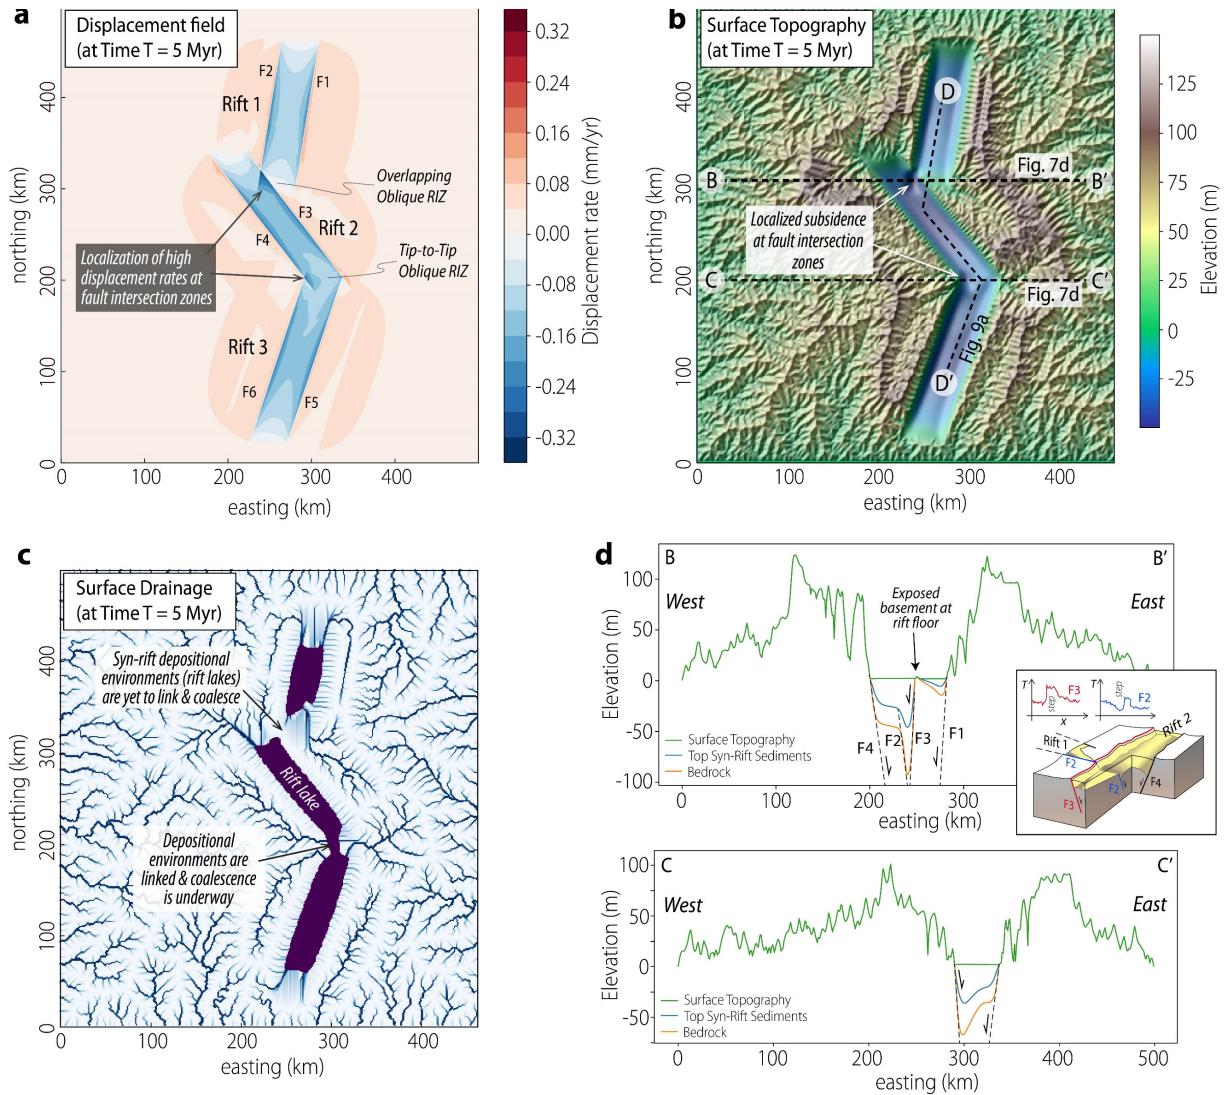 a
Displacement field
(at Time T = 5 Myr)
F2
F1
Rift 1
Overlapping
Oblique RIZ
F3
Rift 2
F4
Tip-to-Tip
Oblique RIZ
Localization of high
displacement rates at
fault intersection zones
Rift 3
F6
F5
northing (km)
400
300
200
100
0
0
100
200
300
400
easting (km)
0.32
0.24
0.16
0.08
0.00
-0.08
-0.16
-0.24
-0.32
Displacement rate (mm/yr)
b
Surface Topography
(at Time T = 5 Myr)
D
Fig. 7d
B
B′
Localized subsidence
at fault intersection
zones
C
C′
Fig. 7d
Fig. 9a
D′
northing (km)
400
300
200
100
0
0
100
200
300
400
easting (km)
125
100
75
50
25
0
-25
Elevation (m)
c
Surface Drainage
(at Time T = 5 Myr)
Syn-rift depositional
environments (rift lakes)
are yet to link & coalesce
Rift lake
Depositional
environments are
linked & coalescence
is underway
northing (km)
400
300
200
100
0
0
100
200
300
400
easting (km)
d
B
B′
West
East
Exposed
basement at
rift floor
F4
F2
F3
F1
Surface Topography
Top Syn-Rift Sediments
Bedrock
Elevation (m)
100
50
0
-50
-100
0
100
200
300
easting (km)
T
step
F3
x
T
step
F2
Rift 1
Rift 2
F2
F3
F2
F4
C
C′
West
East
Surface Topography
Top Syn-Rift Sediments
Bedrock
Elevation (m)
100
50
0
-50
0
100
200
300
400
500
easting (km)